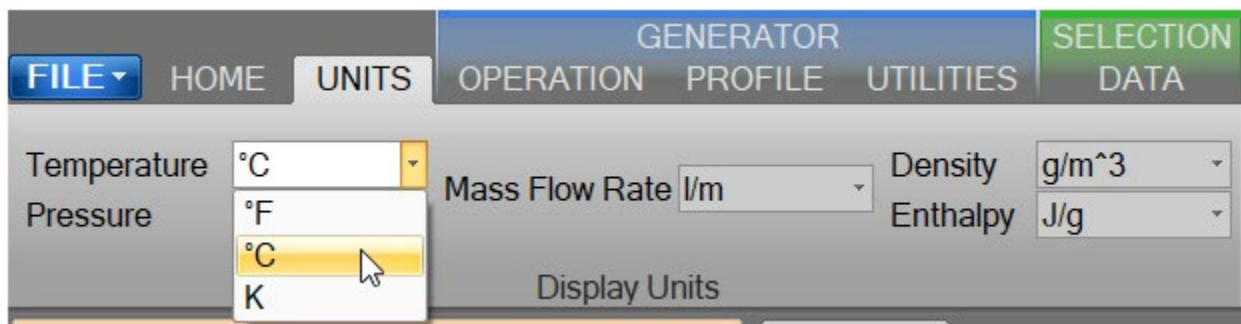 GENERATOR SELECTION
FILE HOME UNITS OPERATION PROFILE UTILITIES DATA
Temperature °C Mass Flow Rate l/m Density g/m^3
Pressure °F Enthalpy J/g
°C
K Display Units